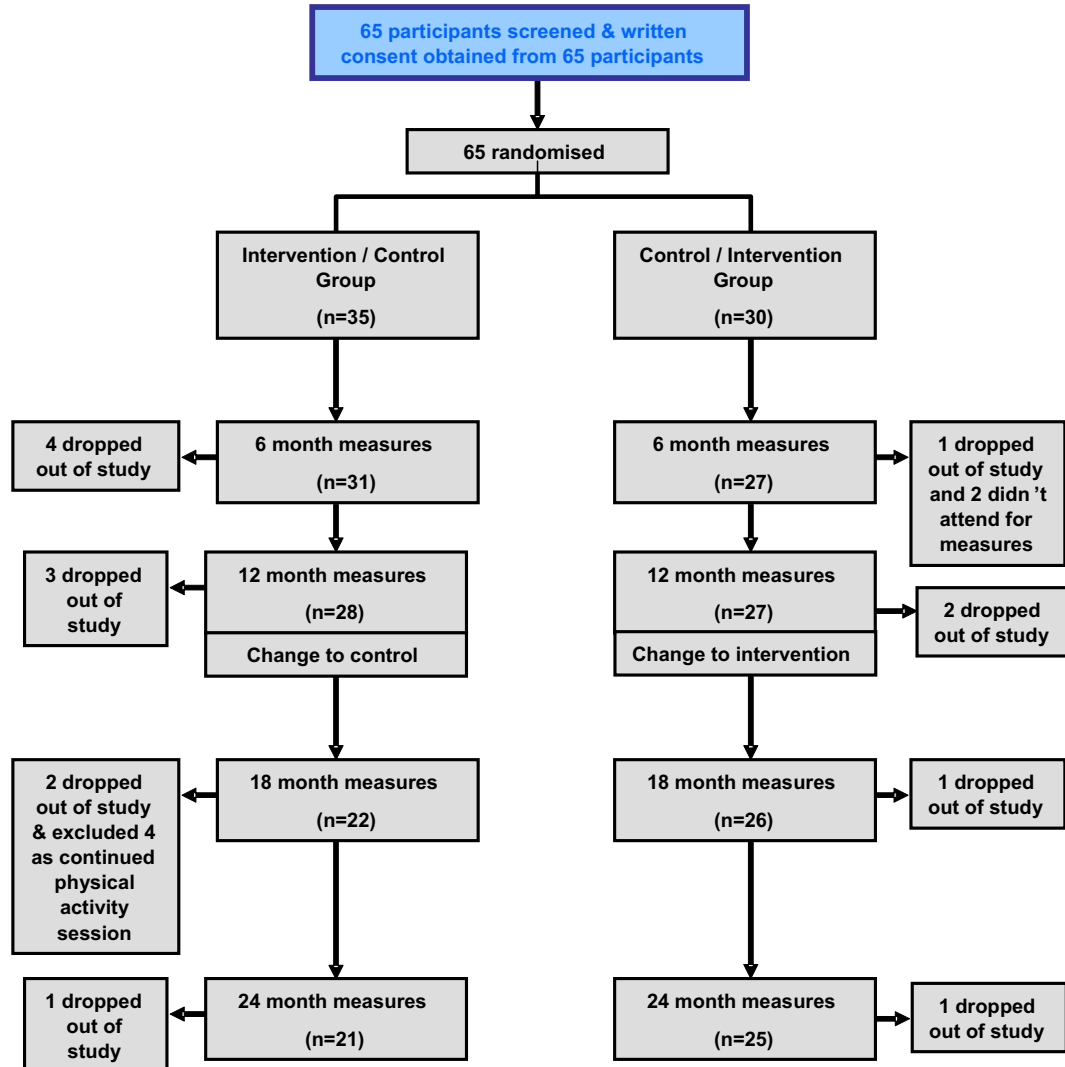 65 participants screened & written
consent obtained from 65 participants
65 randomised
Intervention / Control
Group
(n=35)
Control / Intervention
Group
(n=30)
4 dropped
out of study
6 month measures
(n=31)
6 month measures
(n=27)
1 dropped
out of study
and 2 didn 't
attend for
measures
3 dropped
out of
study
12 month measures
(n=28)
Change to control
12 month measures
(n=27)
Change to intervention
2 dropped
out of study
2 dropped
out of study
& excluded 4
as continued
physical
activity
session
18 month measures
(n=22)
18 month measures
(n=26)
1 dropped
out of study
1 dropped
out of
study
24 month measures
(n=21)
24 month measures
(n=25)
1 dropped
out of study